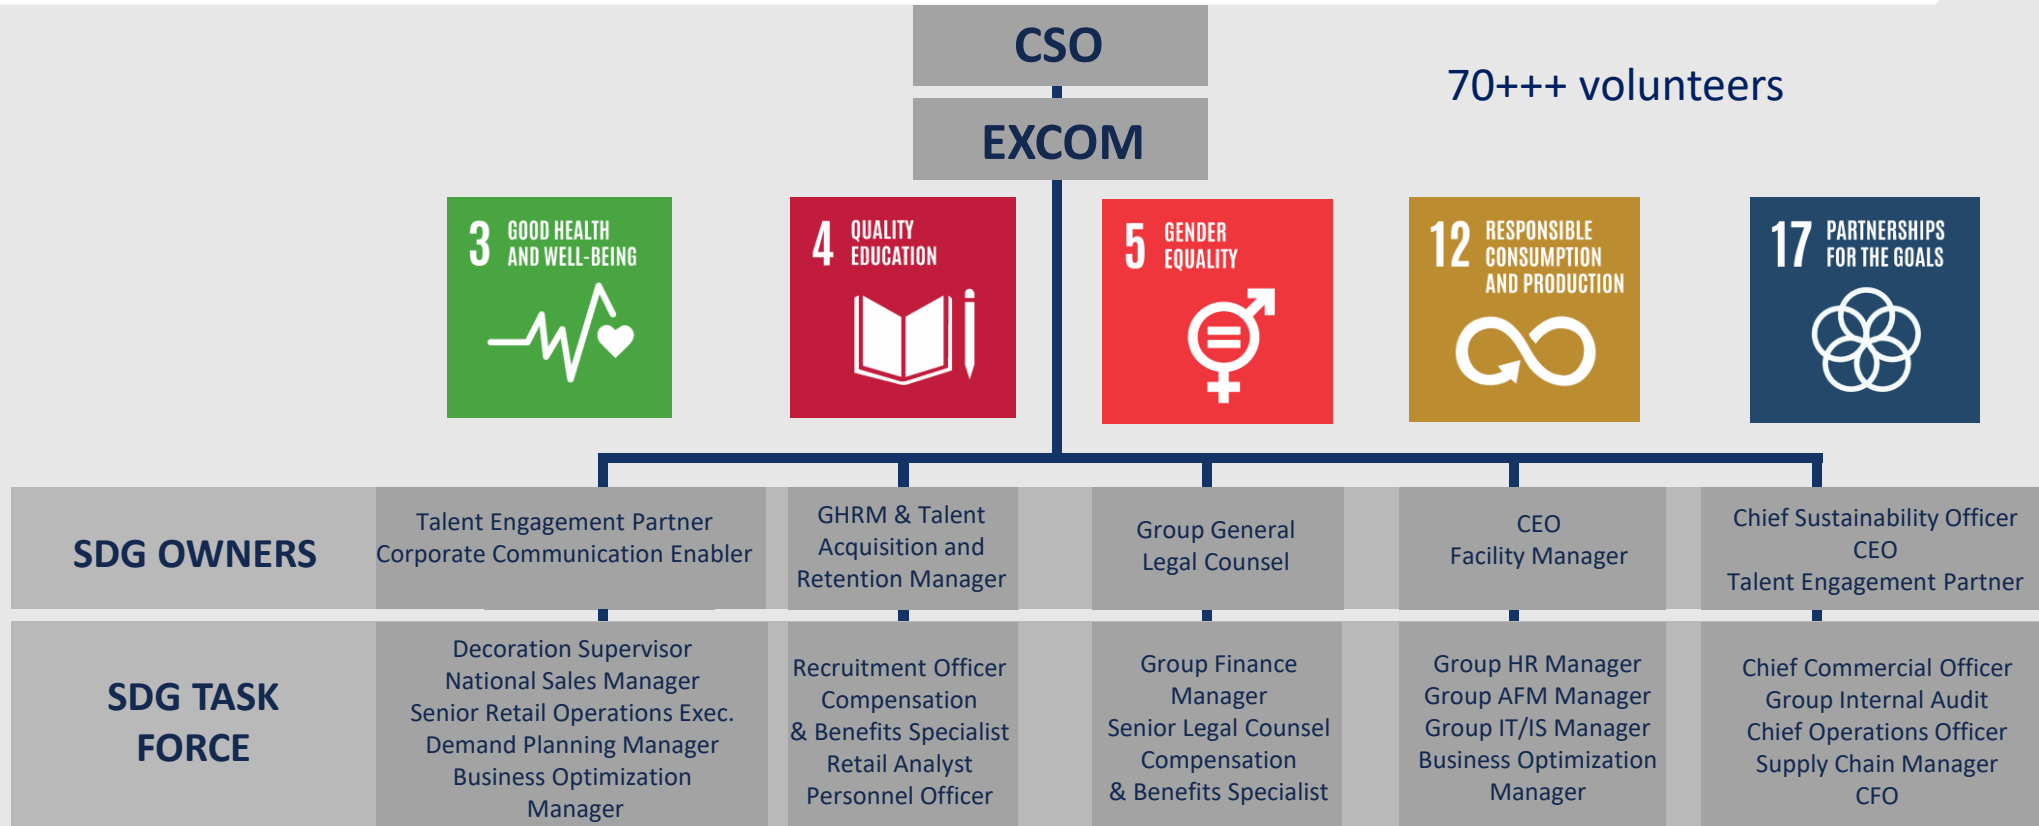 CSO
70+++ volunteers
EXCOM
3 GOOD HEALTH
AND WELL-BEING
4 QUALITY
EDUCATION
5 GENDER
EQUALITY
12 RESPONSIBLE
CONSUMPTION
AND PRODUCTION
17 PARTNERSHIPS
FOR THE GOALS
SDG OWNERS
Talent Engagement Partner
Corporate Communication Enabler
GHRM & Talent
Acquisition and
Retention Manager
Group General
Legal Counsel
CEO
Facility Manager
Chief Sustainability Officer
CEO
Talent Engagement Partner
SDG TASK
FORCE
Decoration Supervisor
National Sales Manager
Senior Retail Operations Exec.
Demand Planning Manager
Business Optimization
Manager
Recruitment Officer
Compensation
& Benefits Specialist
Retail Analyst
Personnel Officer
Group Finance
Manager
Senior Legal Counsel
Compensation
& Benefits Specialist
Group HR Manager
Group AFM Manager
Group IT/IS Manager
Business Optimization
Manager
Chief Commercial Officer
Group Internal Audit
Chief Operations Officer
Supply Chain Manager
CFO